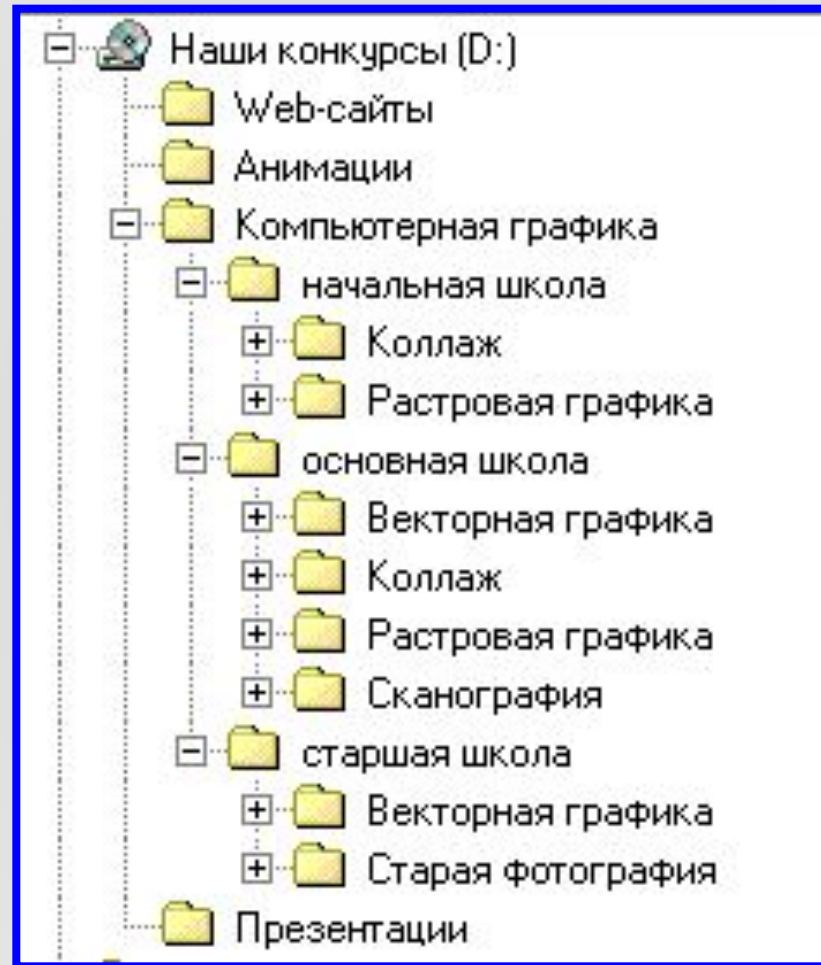 Наши конкурсы (D:)
Web-сайты
Анимации
Компьютерная графика
начальная школа
Коллаж
Растровая графика
основная школа
Векторная графика
Коллаж
Растровая графика
Сканография
старшая школа
Векторная графика
Старая фотография
Презентации